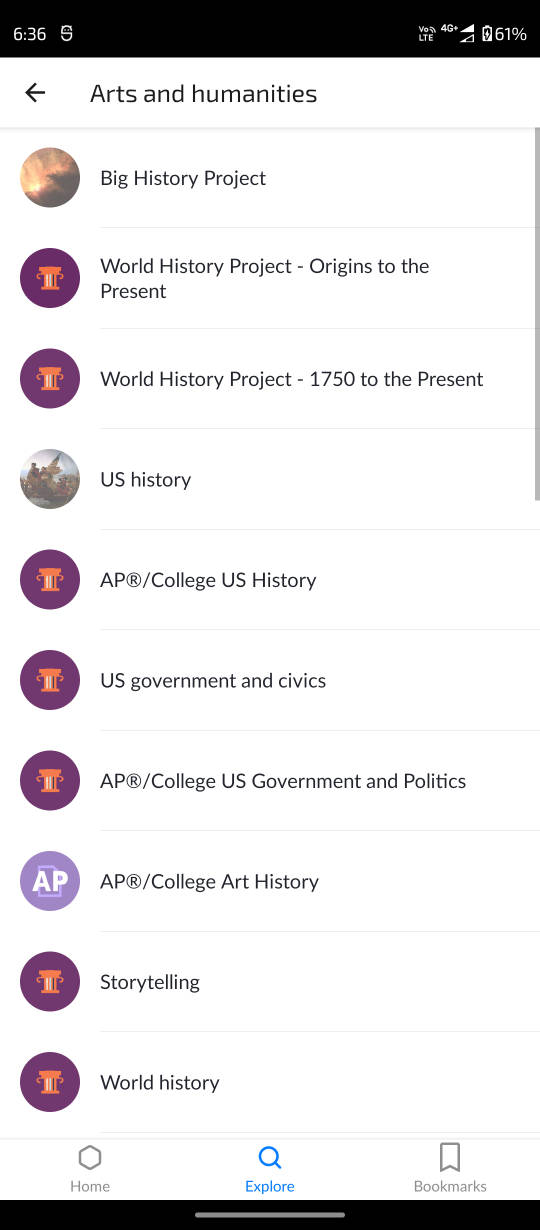 6:36
Vo LTE 4G+ 61%
Arts and humanities
Big History Project
World History Project - Origins to the
Present
World History Project - 1750 to the Present
US history
AP®/College US History
US government and civics
AP®/College US Government and Politics
AP
AP®/College Art History
Storytelling
World history
Home
Explore
Bookmarks